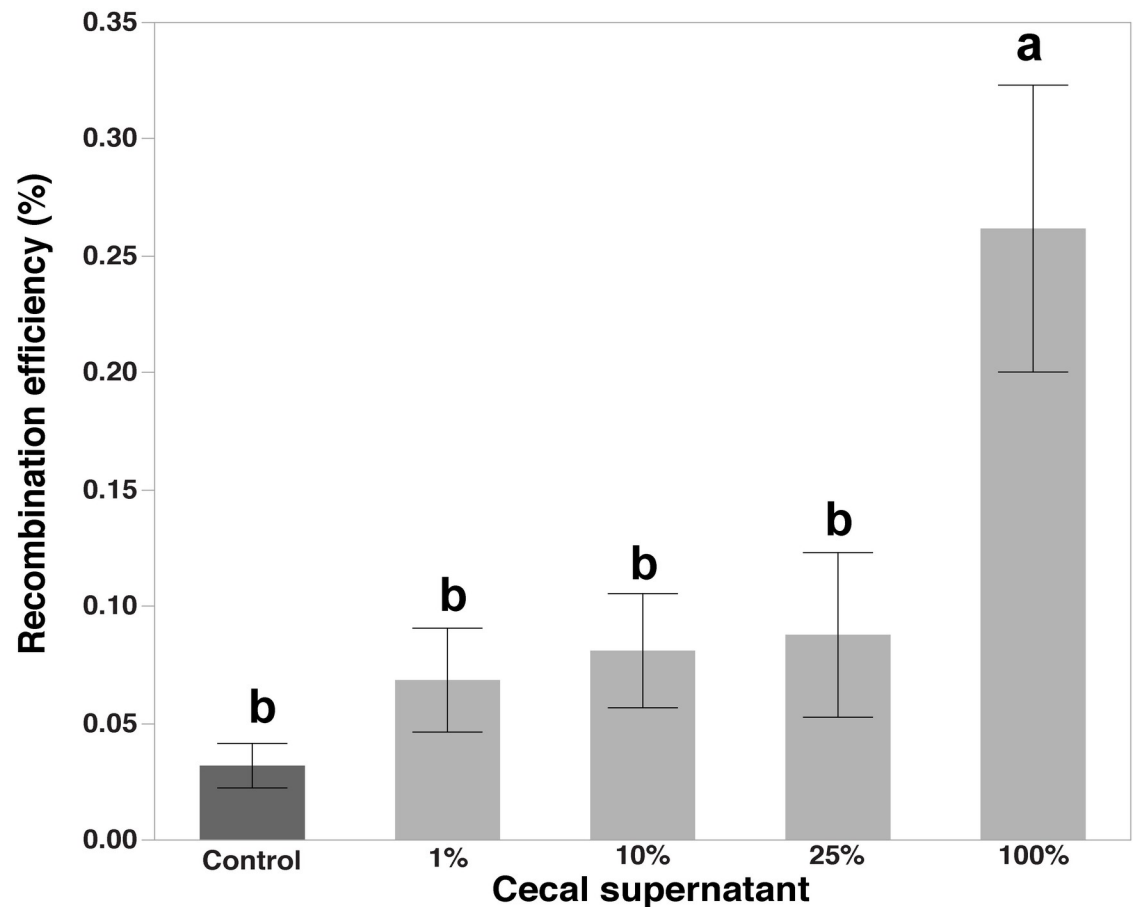 Recombination efficiency (%)
0.35
0.30
0.25
0.20
0.15
0.10
0.05
0.00
b
b
b
b
a
Control 1% 10% 25% 100%
Cecal supernatant